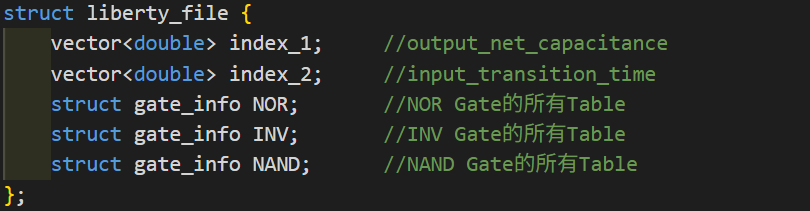 struct liberty_file {
    vector<double> index_1;     //output_net_capacitance
    vector<double> index_2;     //input_transition_time
    struct gate_info NOR;       //NOR Gate的所有Table
    struct gate_info INV;       //INV Gate的所有Table
    struct gate_info NAND;      //NAND Gate的所有Table
};